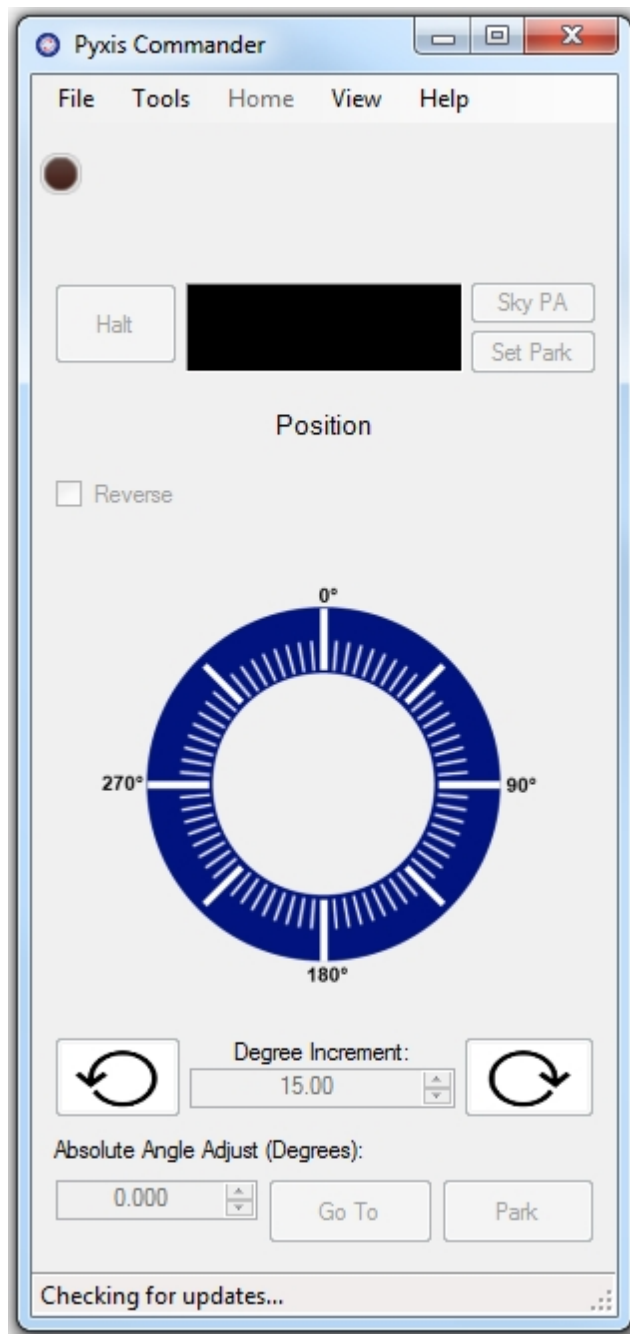 Pyxis Commander
File Tools Home View Help
Halt
Sky PA
Set Park
Position
Reverse
0°
270°
90°
180°
Degree Increment:
15.00
Absolute Angle Adjust (Degrees):
0.000 Go To Park
Checking for updates...